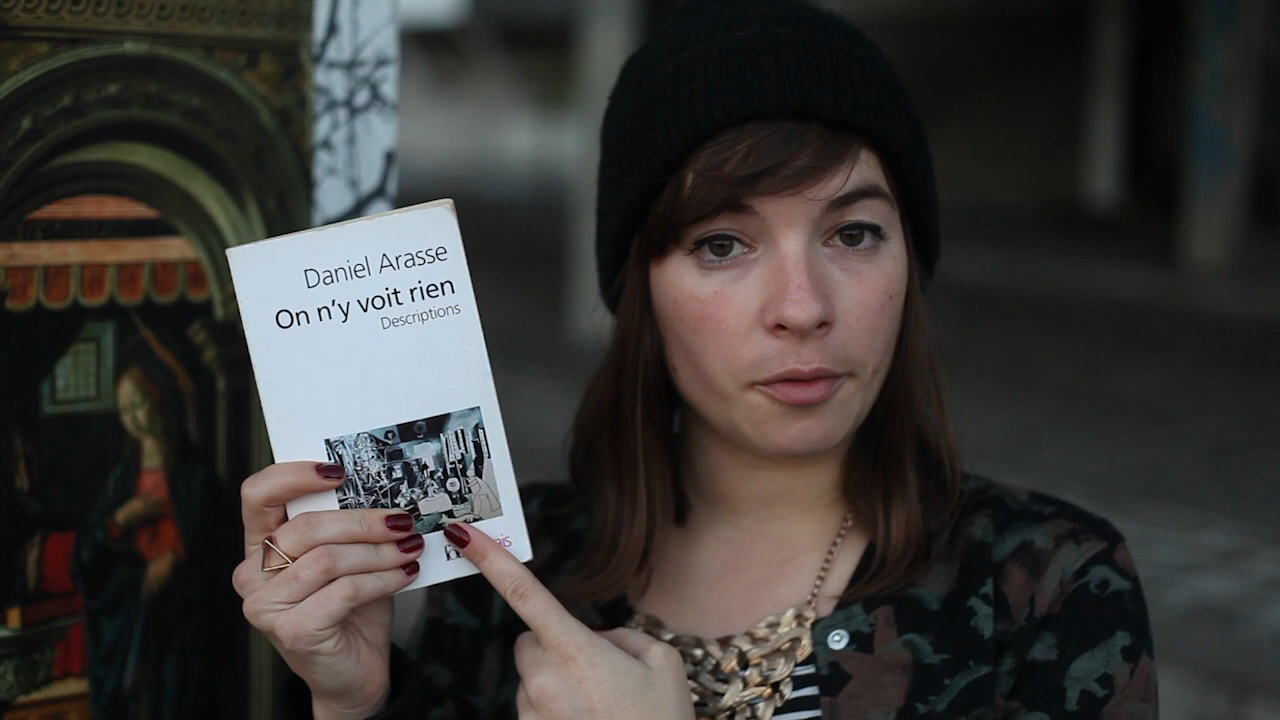 Daniel Arasse
On n'y voit rien
Descriptions